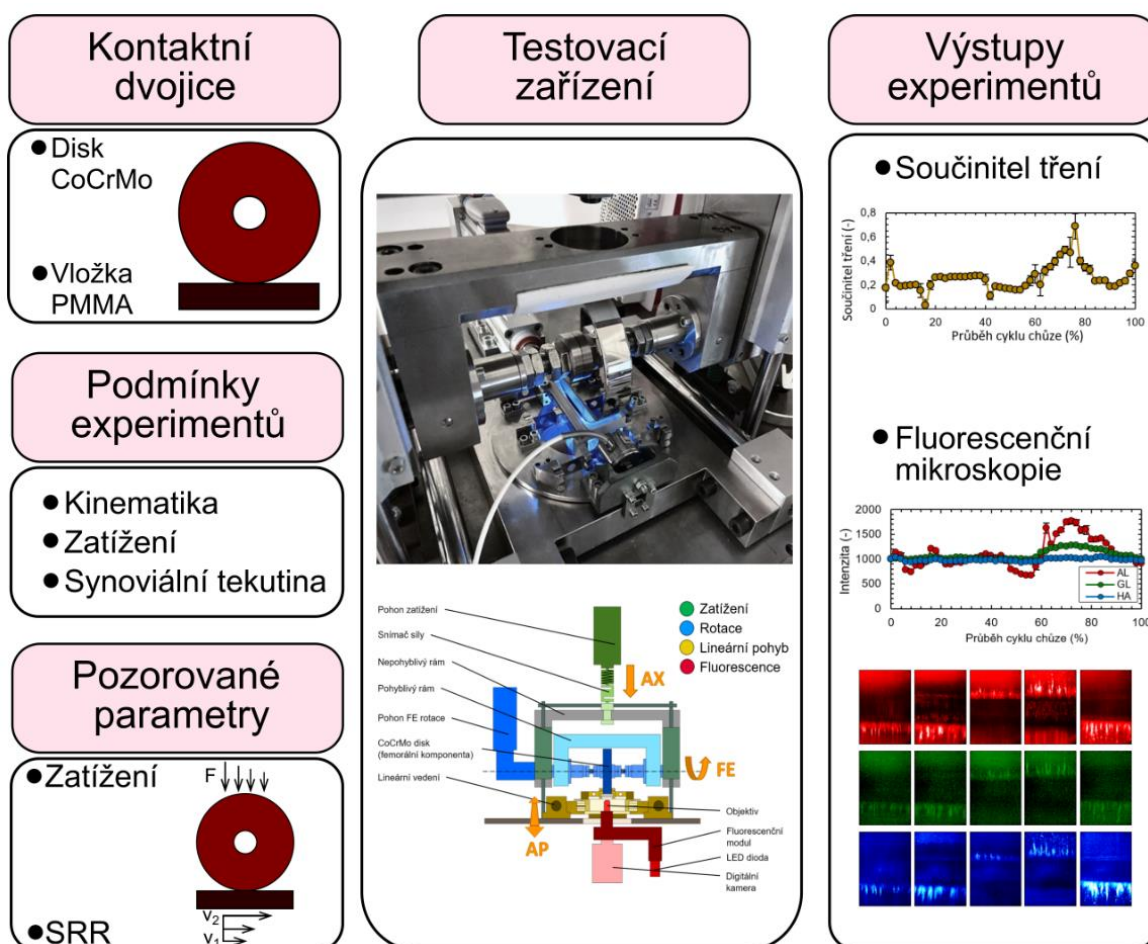 Kontaktní
dvojice
Disk
CoCrMo
Vložka
PMMA
Podmínky
experimentů
Kinematika
Zatížení
Synoviální tekutina
Pozorované
parametry
Zatížení
F
SRR
v₂
v₁
Testovací
zařízení
Pohon zatížení
Snímač síly
Nepohyblivý rám
Pohyblivý rám
Pohon FE rotace
CoCrMo disk
(femorální komponenta)
Lineární vedení
Zatížení
Rotace
Lineární pohyb
Fluorescence
AX
FE
AP
Objektiv
Fluorescenční
modul
LED dioda
Digitální
kamera
Výstupy
experimentů
Součinitel tření
Součinitel tření (-)
0,8
0,6
0,4
0,2
0
0 20 40 60 80 100
Průběh cyklu chůze (%)
Fluorescenční
mikroskopie
Intenzita (-)
2000
1500
1000
500
0
AL
GL
HA
0 20 40 60 80 100
Průběh cyklu chůze (%)